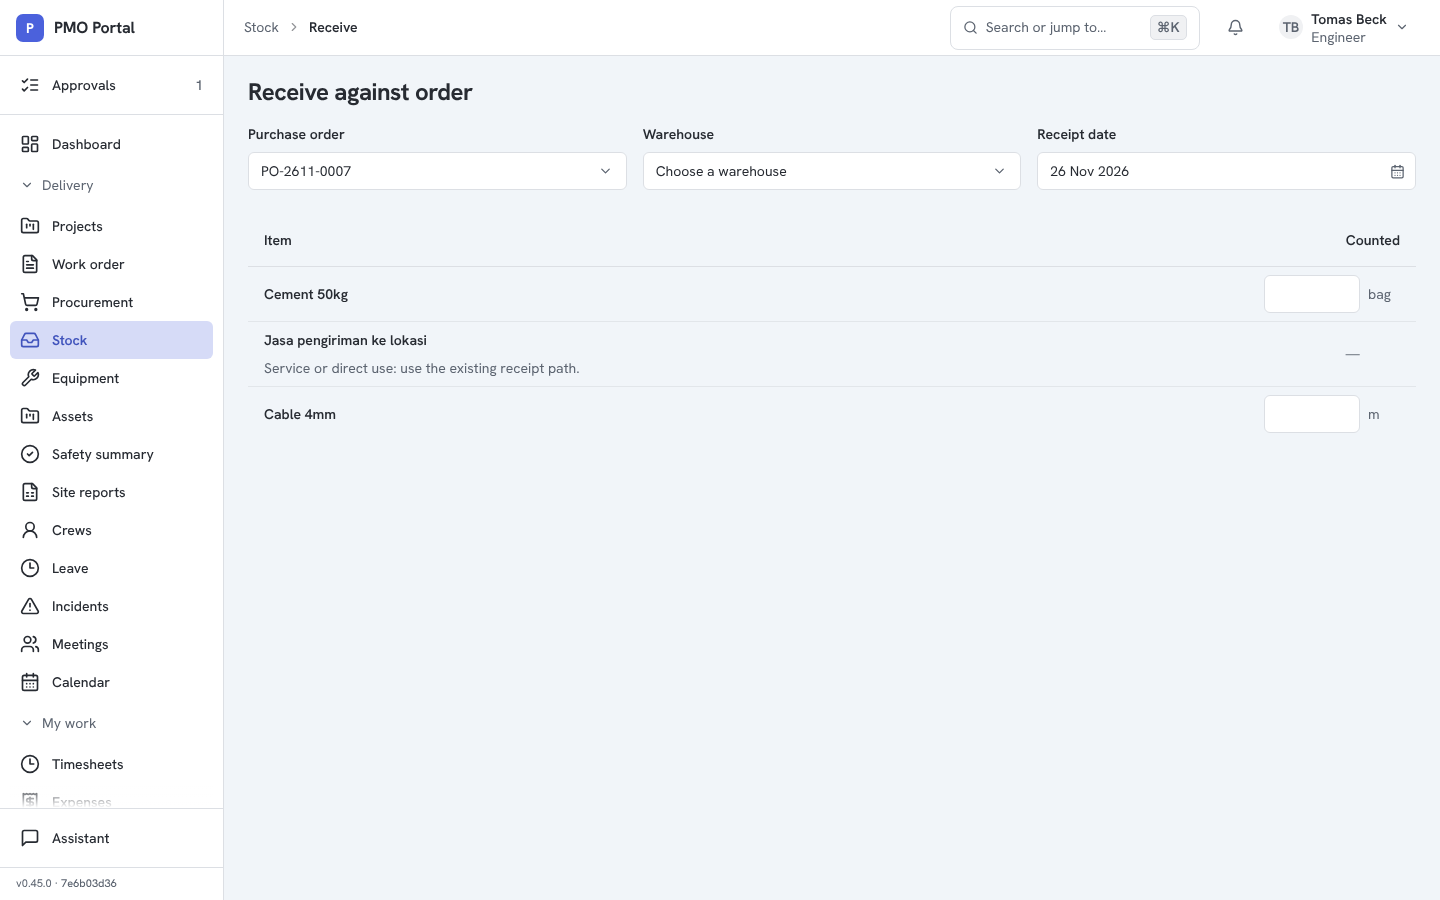 P PMO Portal
Stock > Receive
Search or jump to... ⌘K
TB
Tomas Beck
Engineer
Approvals 1
Dashboard
Delivery
Projects
Work order
Procurement
Stock
Equipment
Assets
Safety summary
Site reports
Crews
Leave
Incidents
Meetings
Calendar
My work
Timesheets
Expenses
Assistant
v0.45.0 · 7e6b03d36
Receive against order
Purchase order
PO-2611-0007
Warehouse
Choose a warehouse
Receipt date
26 Nov 2026
Item Counted
Cement 50kg bag
Jasa pengiriman ke lokasi —
Service or direct use: use the existing receipt path.
Cable 4mm m